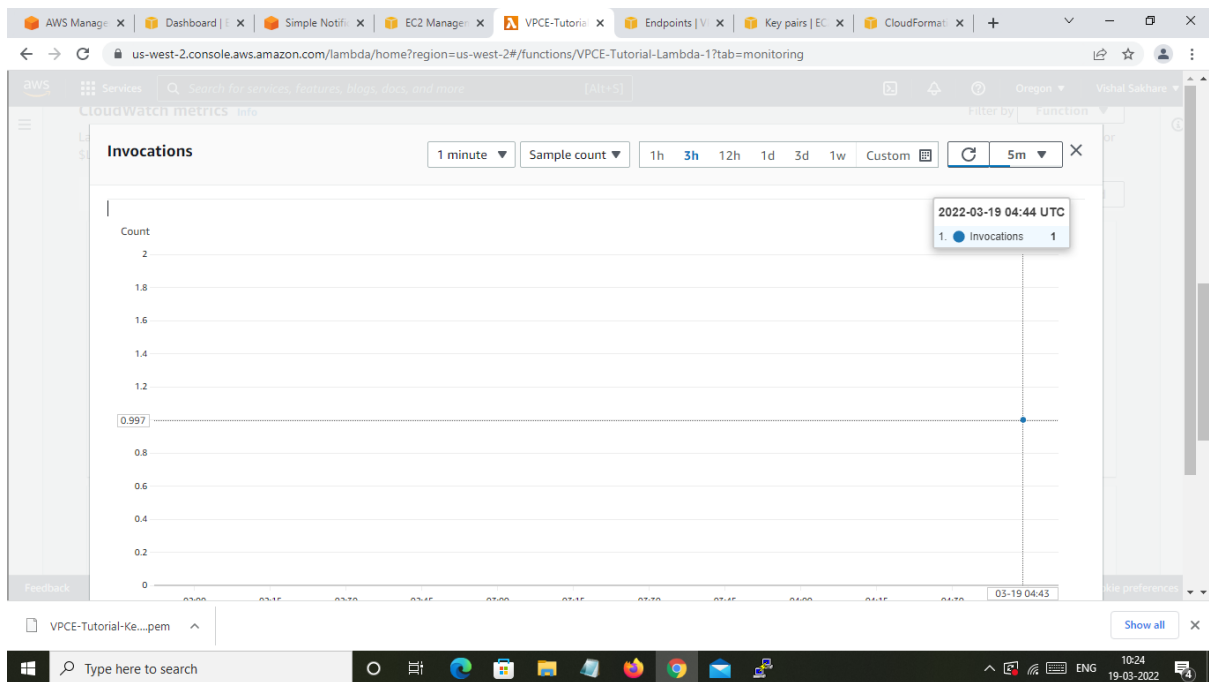 AWS Manage
Dashboard | E
Simple Notifi
EC2 Manager
VPCE-Tutoria
Endpoints | V
Key pairs | EC
CloudFormat
us-west-2.console.aws.amazon.com/lambda/home?region=us-west-2#/functions/VPCE-Tutorial-Lambda-1?tab=monitoring
aws
Services
Search for services, features, blogs, docs, and more
[Alt+S]
Oregon
Vishal Sakhare
CloudWatch metrics Info
Filter by
Function
Invocations
1 minute
Sample count
1h 3h 12h 1d 3d 1w Custom
5m
2022-03-19 04:44 UTC
1. Invocations 1
Count
2
1.8
1.6
1.4
1.2
0.997
0.8
0.6
0.4
0.2
0
03-19 04:43
Feedback
kie preferences
VPCE-Tutorial-Ke....pem
Show all
Type here to search
ENG
10:24
19-03-2022
4